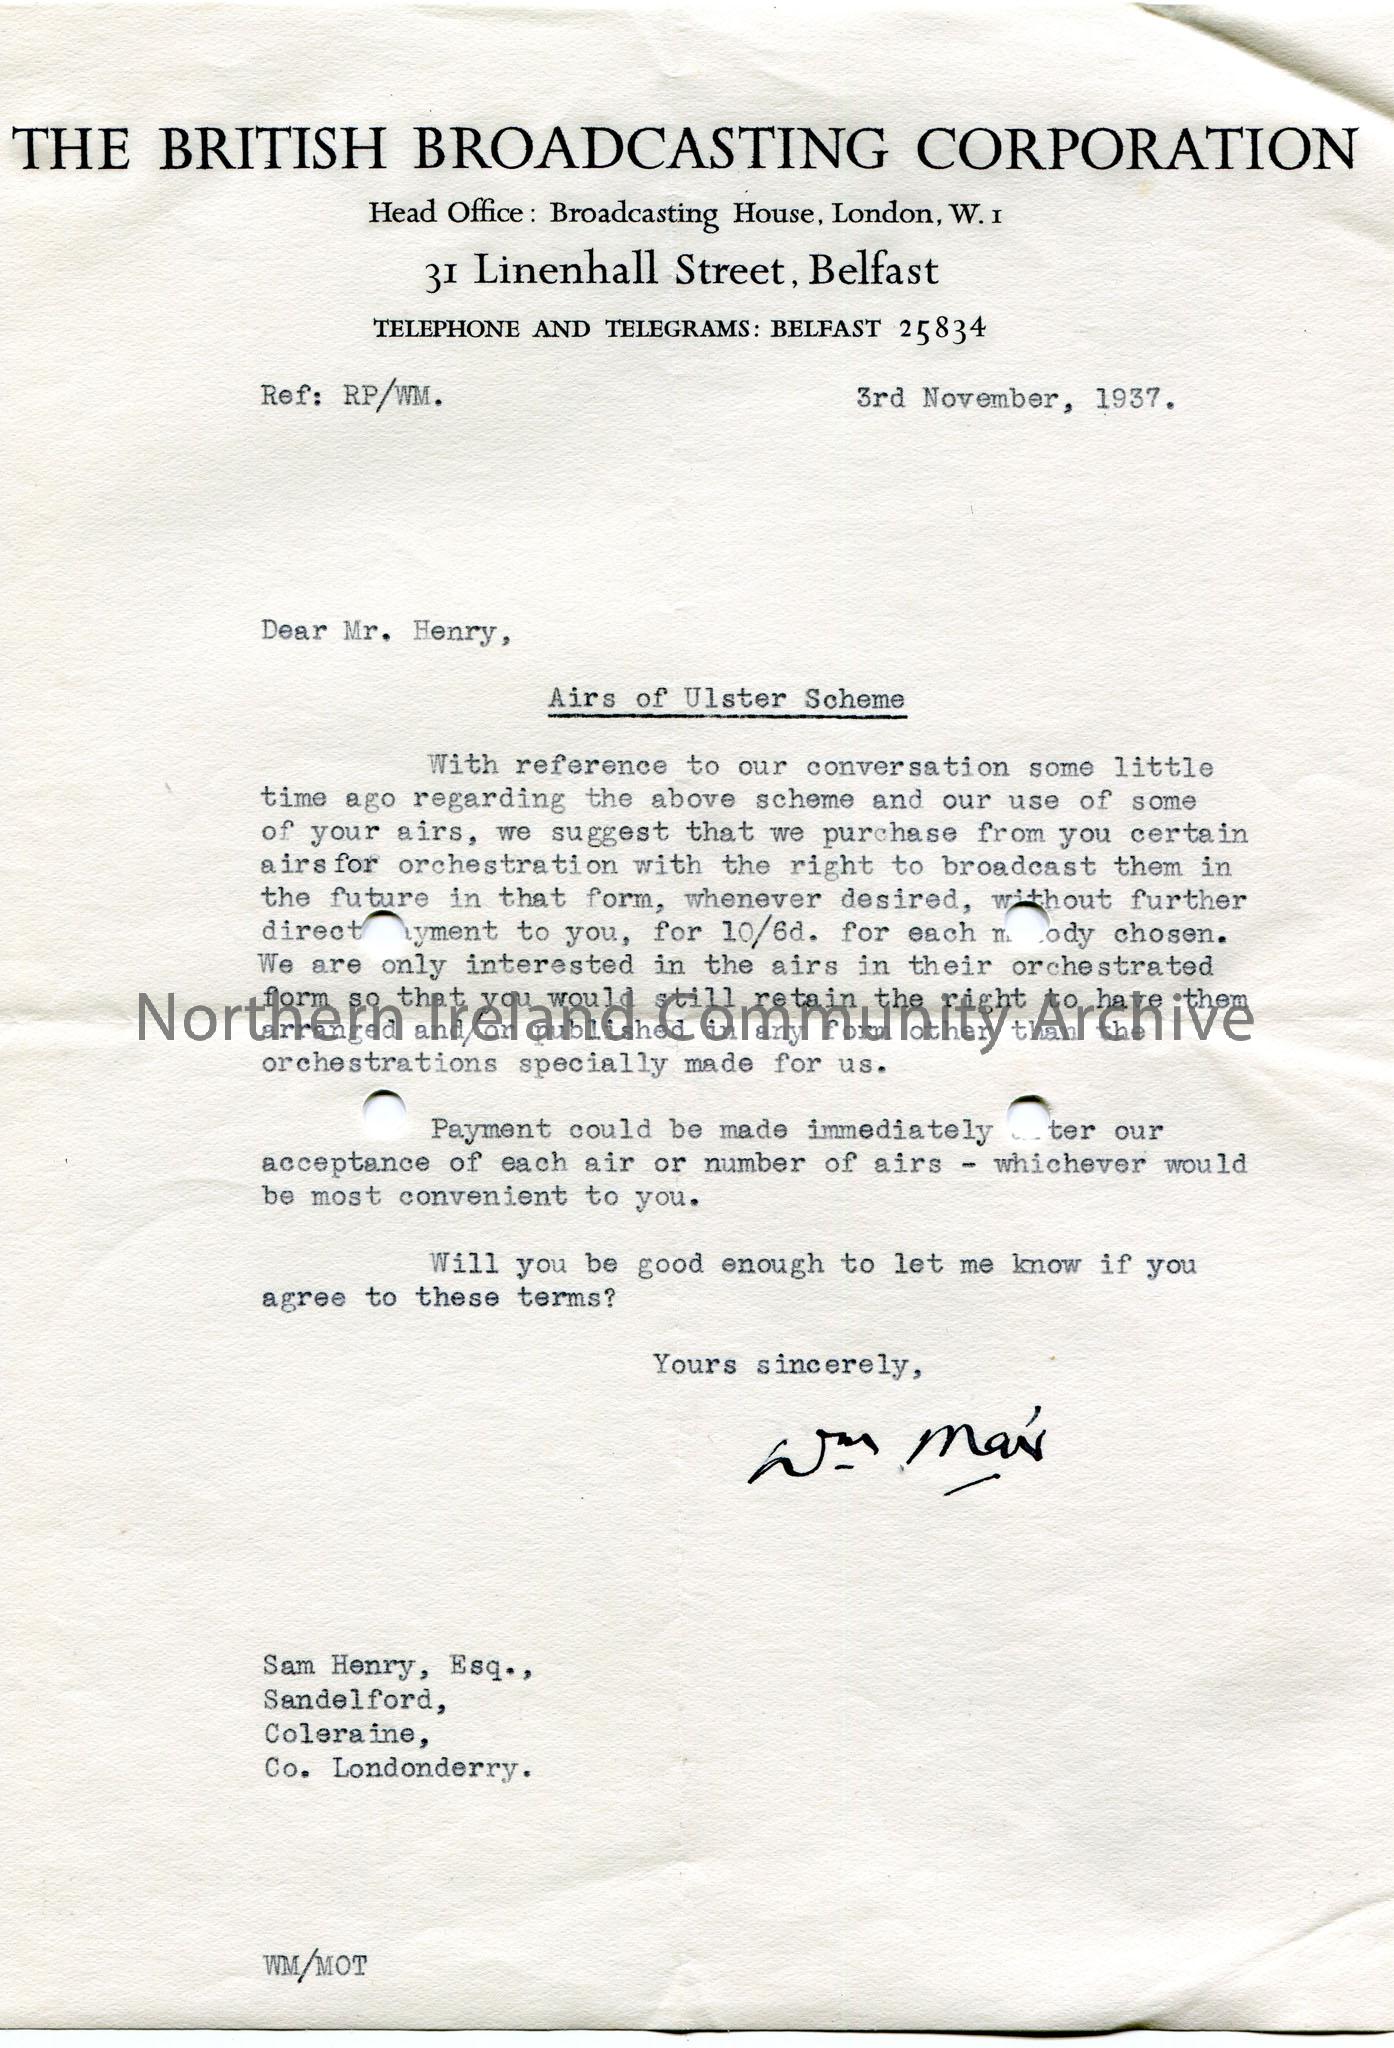 THE BRITISH BROADCASTING CORPORATION
Head Office: Broadcasting House, London, W. 1
31 Linenhall Street, Belfast
TELEPHONE AND TELEGRAMS: BELFAST 25834
Ref: RP/WM. 3rd November, 1937.
Dear Mr. Henry,
Airs of Ulster Scheme
With reference to our conversation some little
time ago regarding the above scheme and our use of some
of your airs, we suggest that we purchase from you certain
airs for orchestration with the right to broadcast them in
the future in that form, whenever desired, without further
direct ayment to you, for 10/6d. for each m ody chosen.
We are only interested in the airs in their orchestrated
form so that you would still retain the right to have them
Northern Ireland Community Archive
arranged and/or published in any form other than the
orchestrations specially made for us.
Payment could be made immediately ter our
acceptance of each air or number of airs - whichever would
be most convenient to you.
Will you be good enough to let me know if you
agree to these terms?
Yours sincerely,
Wm Mair
Sam Henry, Esq.,
Sandelford,
Coleraine,
Co. Londonderry.
WM/MOT